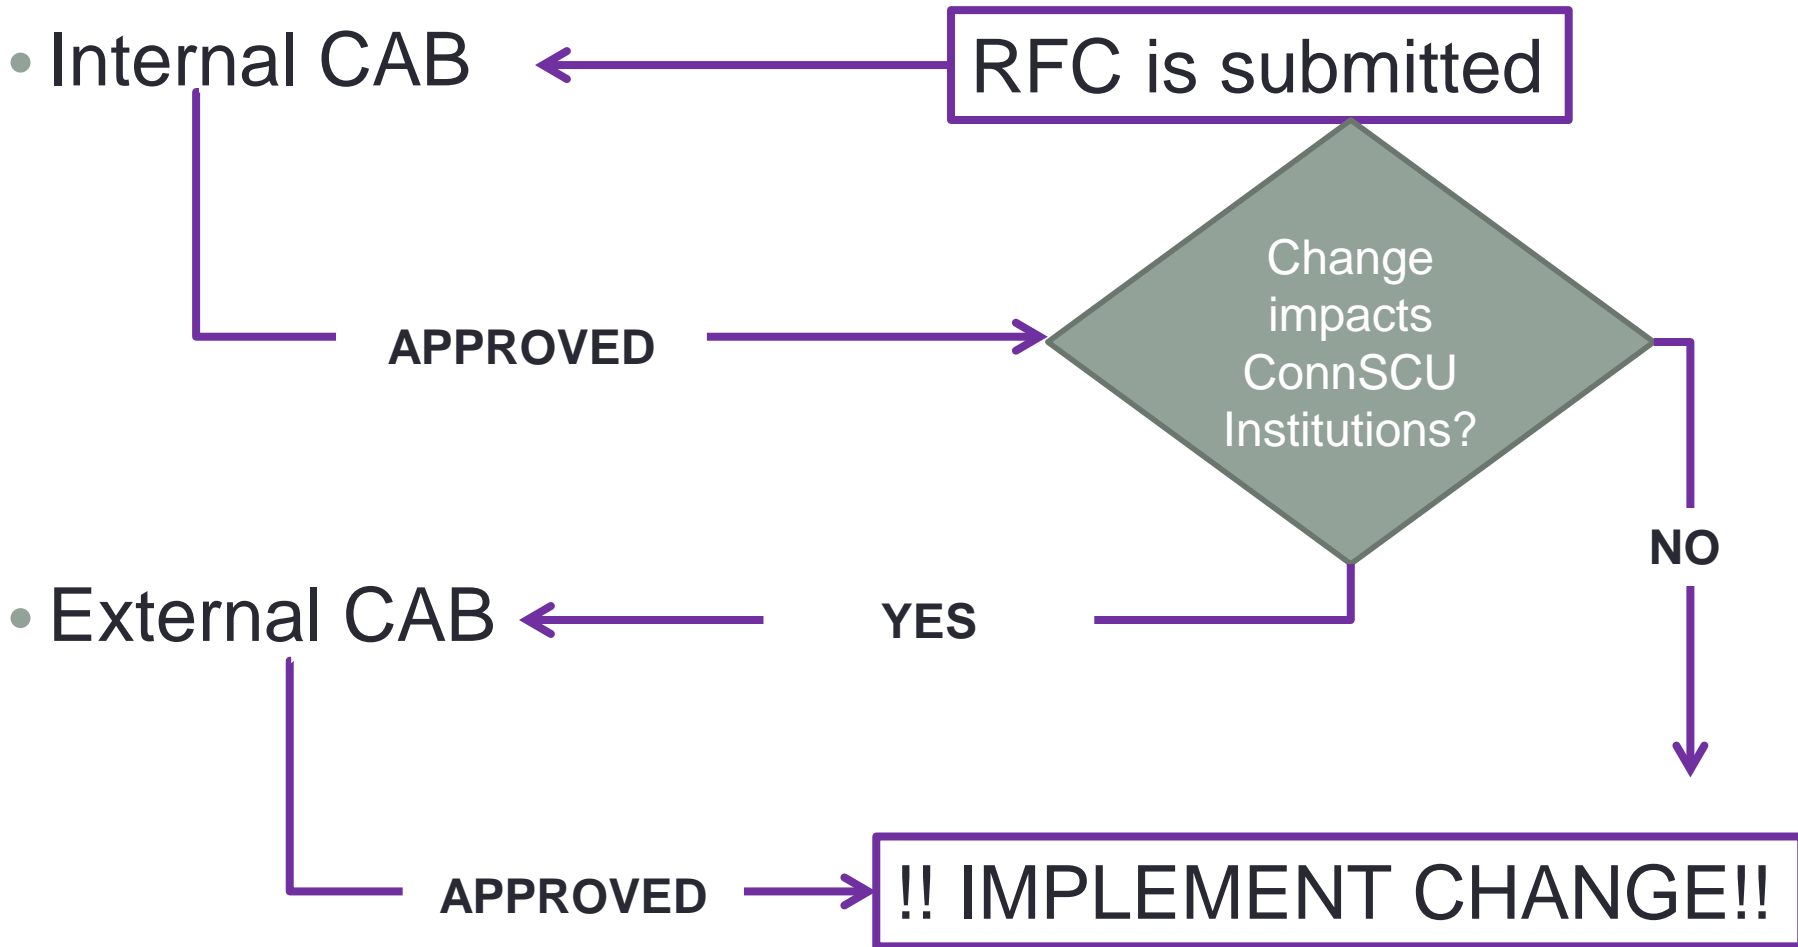 • Internal CAB
RFC is submitted
Change
impacts
ConnSCU
Institutions?
APPROVED
NO
• External CAB
YES
APPROVED
!! IMPLEMENT CHANGE!!